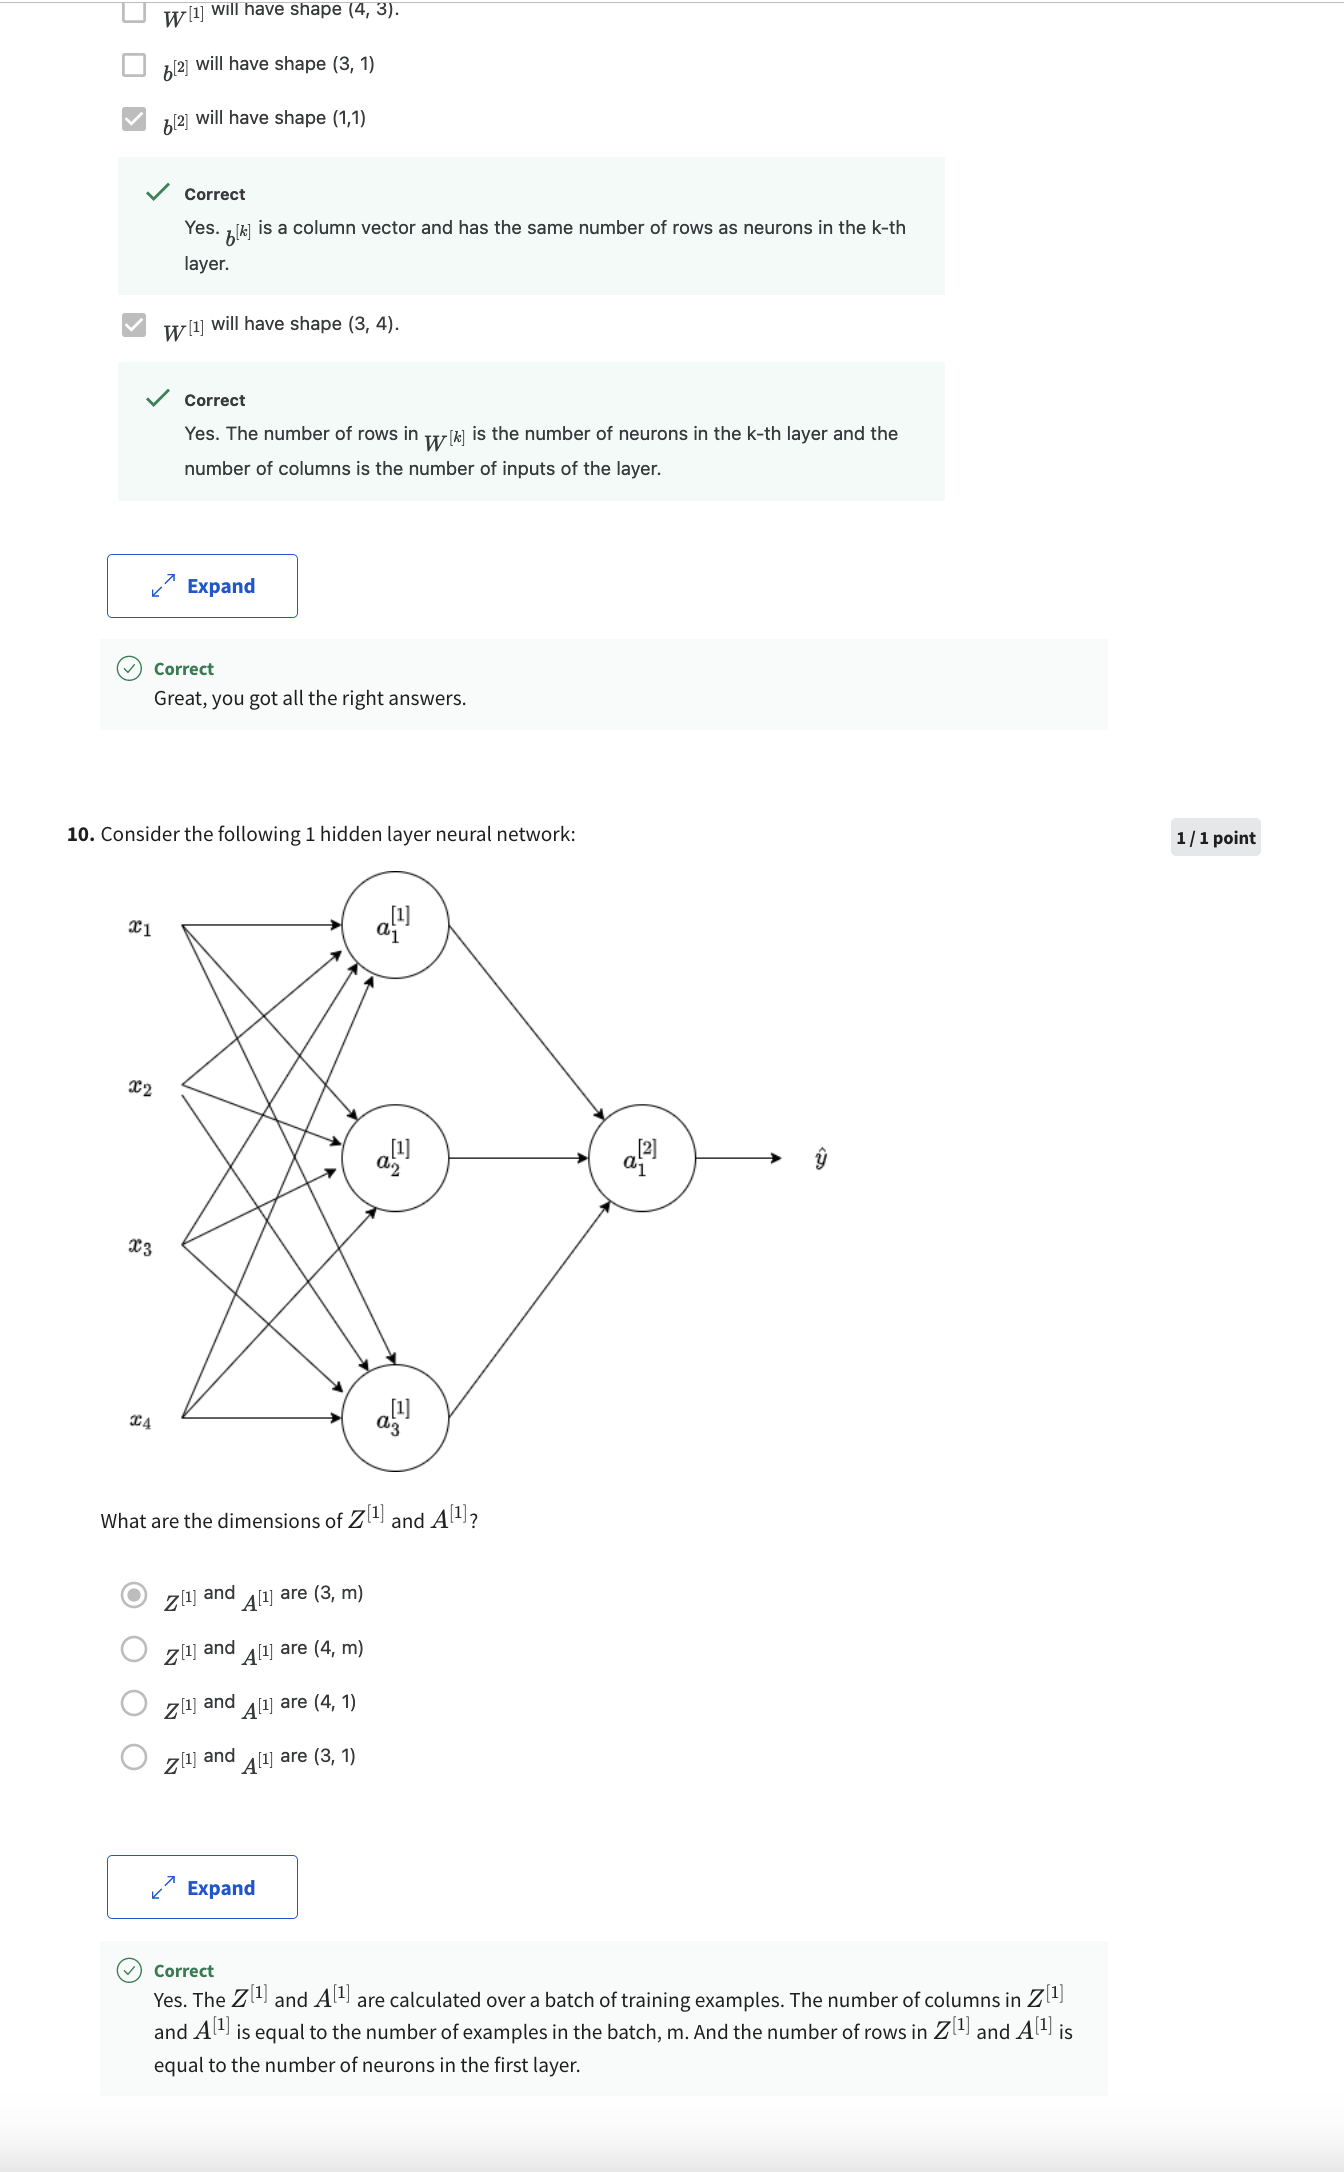 W[1] will have shape (4, 3).
b[2] will have shape (3, 1)
b[2] will have shape (1,1)
Correct
Yes. b[k] is a column vector and has the same number of rows as neurons in the k-th
layer.
W[1] will have shape (3, 4).
Correct
Yes. The number of rows in W[k] is the number of neurons in the k-th layer and the
number of columns is the number of inputs of the layer.
Expand
Correct
Great, you got all the right answers.
10. Consider the following 1 hidden layer neural network:
1 / 1 point
x1
a1[1]
x2
a2[1]
a1[2]
ŷ
x3
x4
a3[1]
What are the dimensions of Z[1] and A[1]?
Z[1] and A[1] are (3, m)
Z[1] and A[1] are (4, m)
Z[1] and A[1] are (4, 1)
Z[1] and A[1] are (3, 1)
Expand
Correct
Yes. The Z[1] and A[1] are calculated over a batch of training examples. The number of columns in Z[1]
and A[1] is equal to the number of examples in the batch, m. And the number of rows in Z[1] and A[1] is
equal to the number of neurons in the first layer.